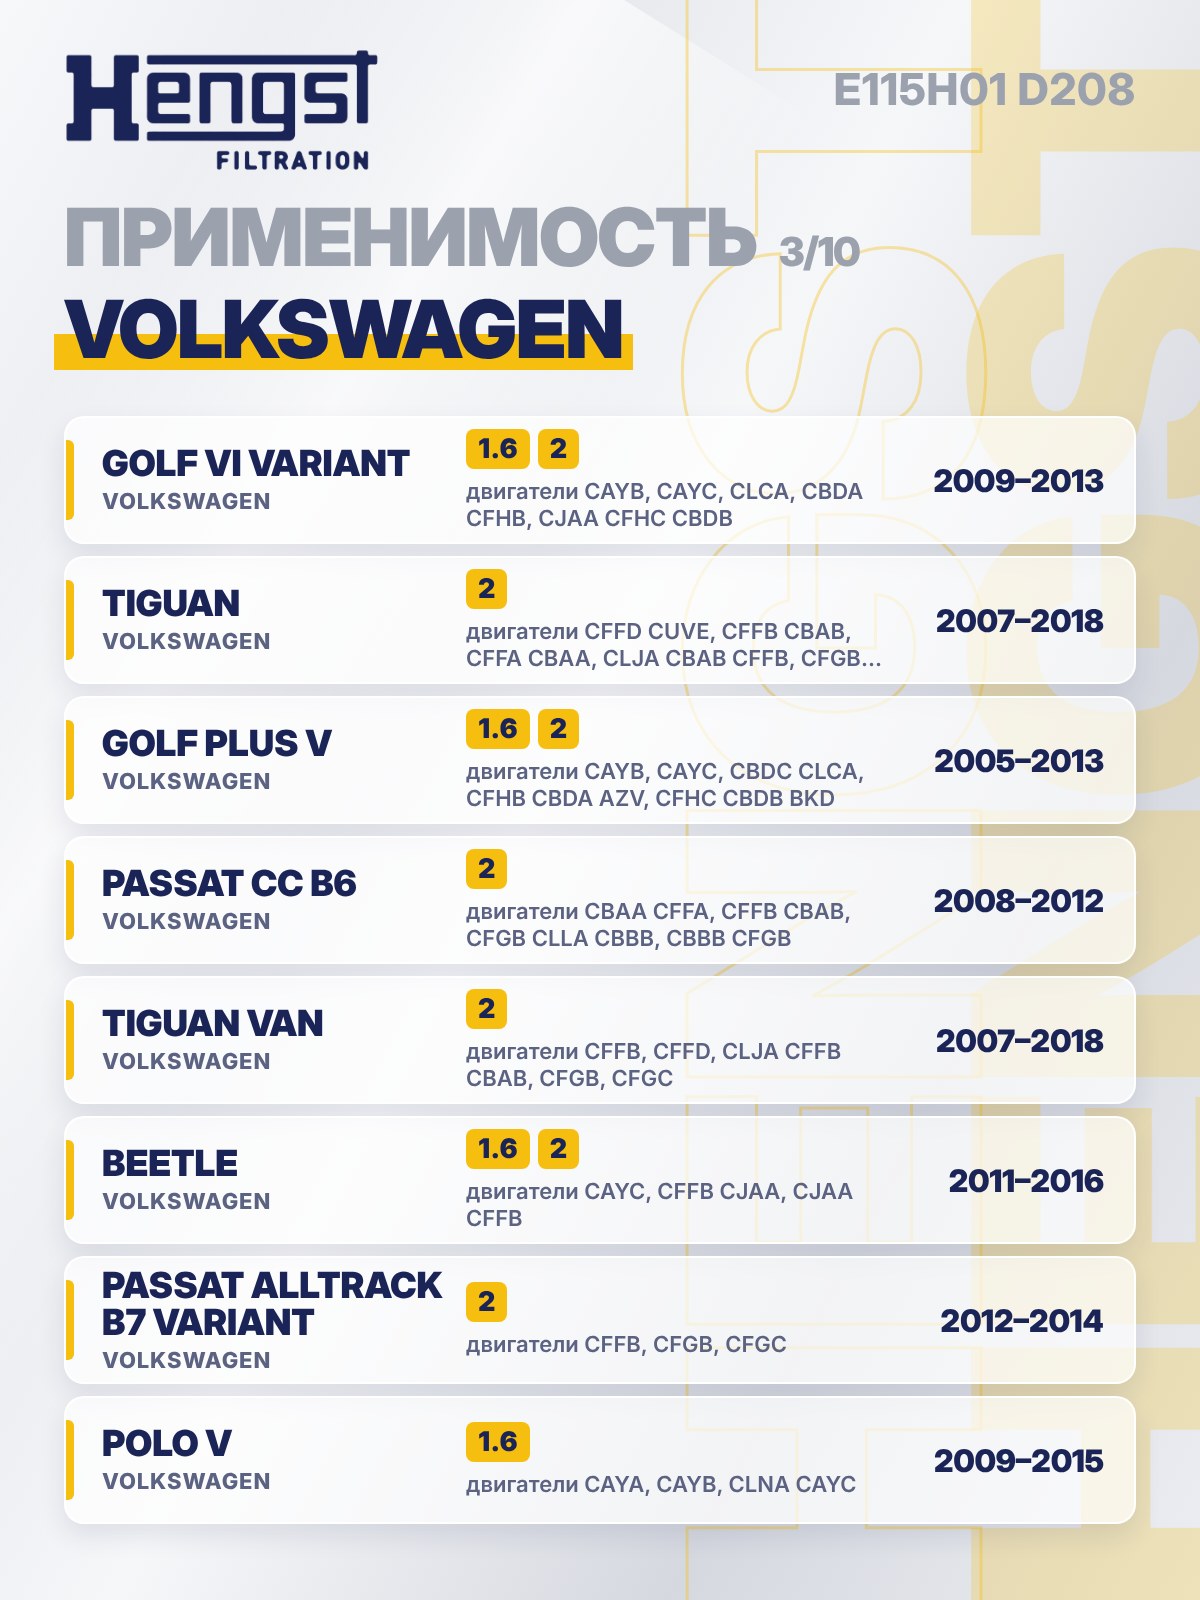 Hengst
FILTRATION
E115H01 D208
ПРИМЕНИМОСТЬ 3/10
VOLKSWAGEN
GOLF VI VARIANT
VOLKSWAGEN
1.6 2
двигатели CAYB, CAYC, CLCA, CBDA
CFHB, CJAA CFHC CBDB
2009–2013
TIGUAN
VOLKSWAGEN
2
двигатели CFFD CUVE, CFFB CBAB,
CFFA CBAA, CLJA CBAB CFFB, CFGB...
2007–2018
GOLF PLUS V
VOLKSWAGEN
1.6 2
двигатели CAYB, CAYC, CBDC CLCA,
CFHB CBDA AZV, CFHC CBDB BKD
2005–2013
PASSAT CC B6
VOLKSWAGEN
2
двигатели CBAA CFFA, CFFB CBAB,
CFGB CLLA CBBB, CBBB CFGB
2008–2012
TIGUAN VAN
VOLKSWAGEN
2
двигатели CFFB, CFFD, CLJA CFFB
CBAB, CFGB, CFGC
2007–2018
BEETLE
VOLKSWAGEN
1.6 2
двигатели CAYC, CFFB CJAA, CJAA
CFFB
2011–2016
PASSAT ALLTRACK
B7 VARIANT
VOLKSWAGEN
2
двигатели CFFB, CFGB, CFGC
2012–2014
POLO V
VOLKSWAGEN
1.6
двигатели CAYA, CAYB, CLNA CAYC
2009–2015
HENGST
HENGST